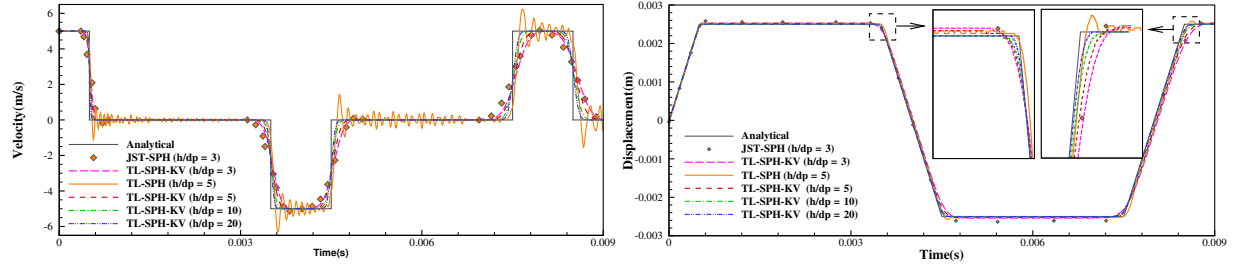 6
4
2
0
-2
-4
-6
Velocity(m/s)
Analytical
JST-SPH (h/dp = 3)
TL-SPH-KV (h/dp = 3)
TL-SPH (h/dp = 5)
TL-SPH-KV (h/dp = 5)
TL-SPH-KV (h/dp = 10)
TL-SPH-KV (h/dp = 20)
0 0.003 0.006 0.009
Time(s)
0.003
0.002
0.001
0
-0.001
-0.002
-0.003
Displacement(m)
Analytical
JST-SPH (h/dp = 3)
TL-SPH-KV (h/dp = 3)
TL-SPH (h/dp = 5)
TL-SPH-KV (h/dp = 5)
TL-SPH-KV (h/dp = 10)
TL-SPH-KV (h/dp = 20)
0 0.003 0.006 0.009
Time(s)